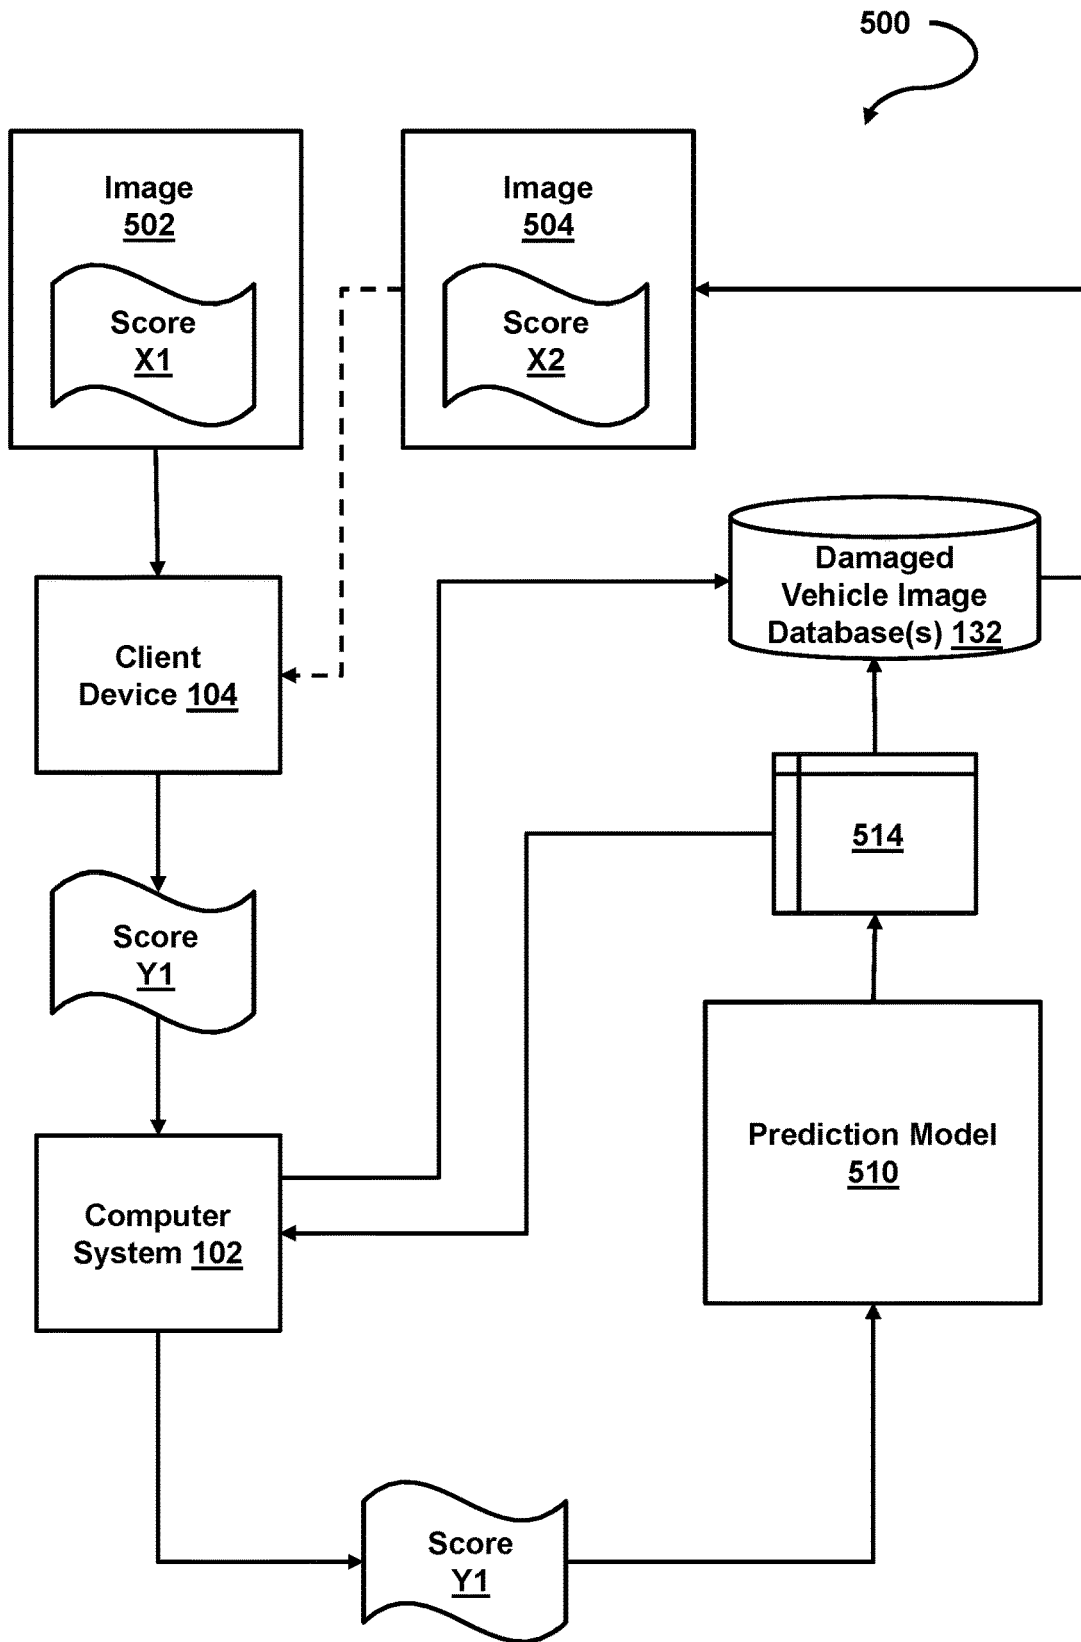 500
Image
502
Score
X1
Image
504
Score
X2
Damaged
Vehicle Image
Database(s) 132
Client
Device 104
514
Score
Y1
Prediction Model
510
Computer
System 102
Score
Y1